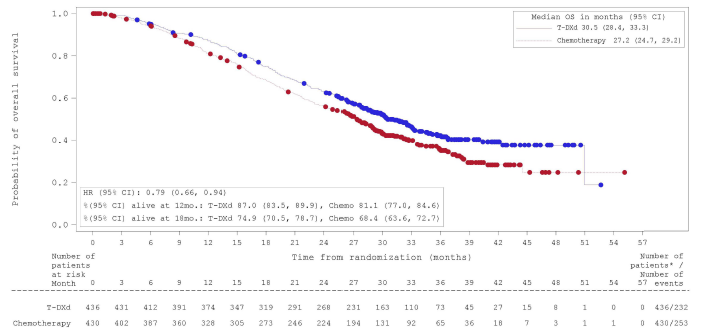 Median OS in months (95% CI)
T-DXd 30.5 (28.4, 33.3)
Chemotherapy 27.2 (24.7, 29.2)
Probability of overall survival
1.0
0.8
0.6
0.4
0.2
0.0
HR (95% CI): 0.79 (0.66, 0.94)
%(95% CI) alive at 12mo.: T-DXd 87.0 (83.5, 89.9), Chemo 81.1 (77.0, 84.6)
%(95% CI) alive at 18mo.: T-DXd 74.9 (70.5, 78.7), Chemo 68.4 (63.6, 72.7)
0 3 6 9 12 15 18 21 24 27 30 33 36 39 42 45 48 51 54 57
Time from randomization (months)
Number of
patients
at risk
Month
0 3 6 9 12 15 18 21 24 27 30 33 36 39 42 45 48 51 54 57
Number of
patients* /
Number of
events
T-DXd 436 431 412 391 374 347 319 291 268 231 163 110 73 45 27 15 8 1 0 0 436/232
Chemotherapy 430 402 387 360 328 305 273 246 224 194 131 92 65 36 18 7 3 1 1 0 430/253